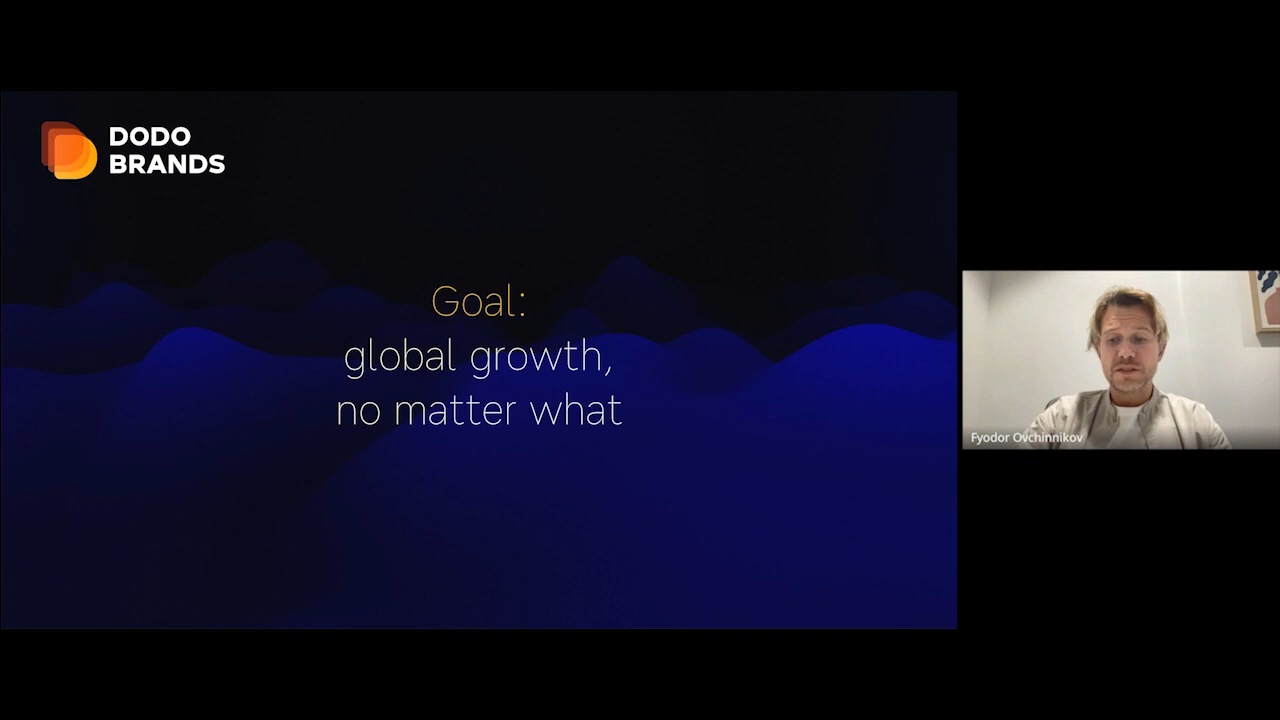 DODO
BRANDS
Goal:
global growth,
no matter what
Fyodor Ovchinnikov